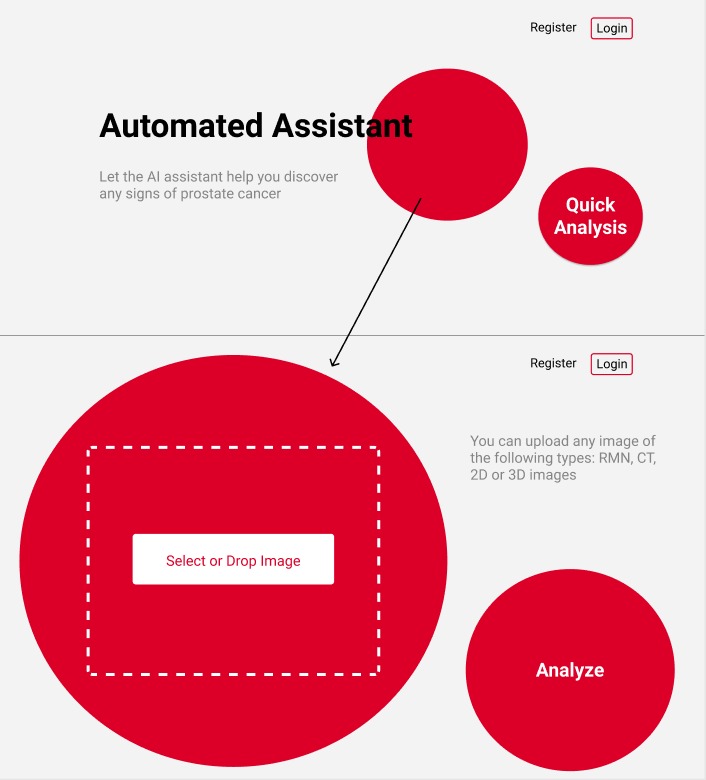 Register
Login
Automated Assistant
Let the AI assistant help you discover
any signs of prostate cancer
Quick
Analysis
Register
Login
You can upload any image of
the following types: RMN, CT,
2D or 3D images
Select or Drop Image
Analyze